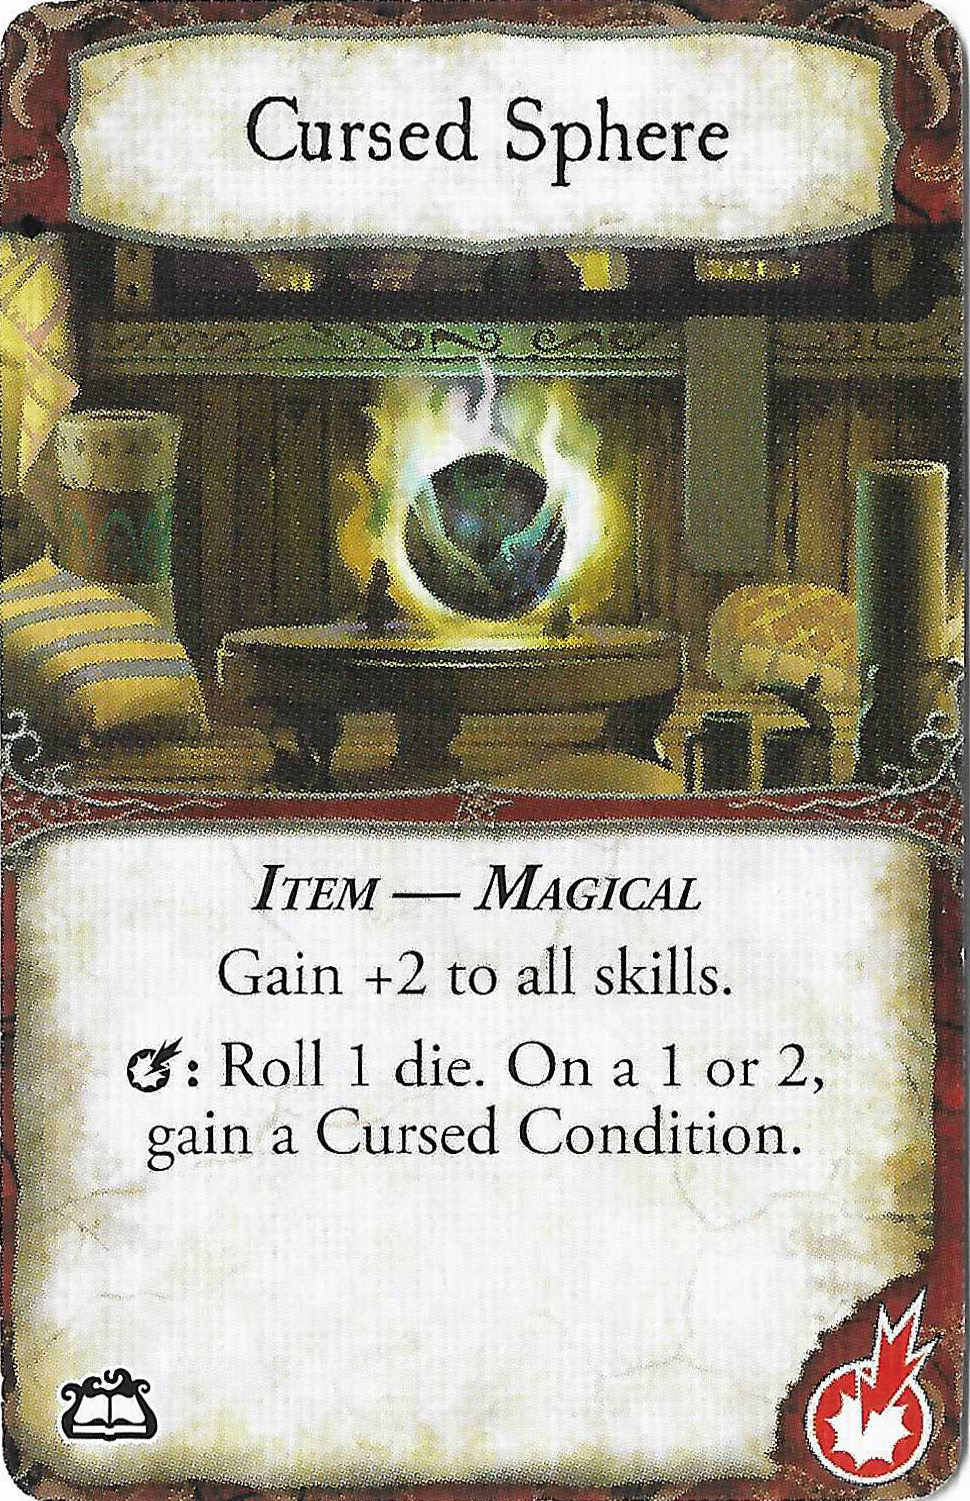 Cursed Sphere
Item — Magical
Gain +2 to all skills.
: Roll 1 die. On a 1 or 2,
gain a Cursed Condition.